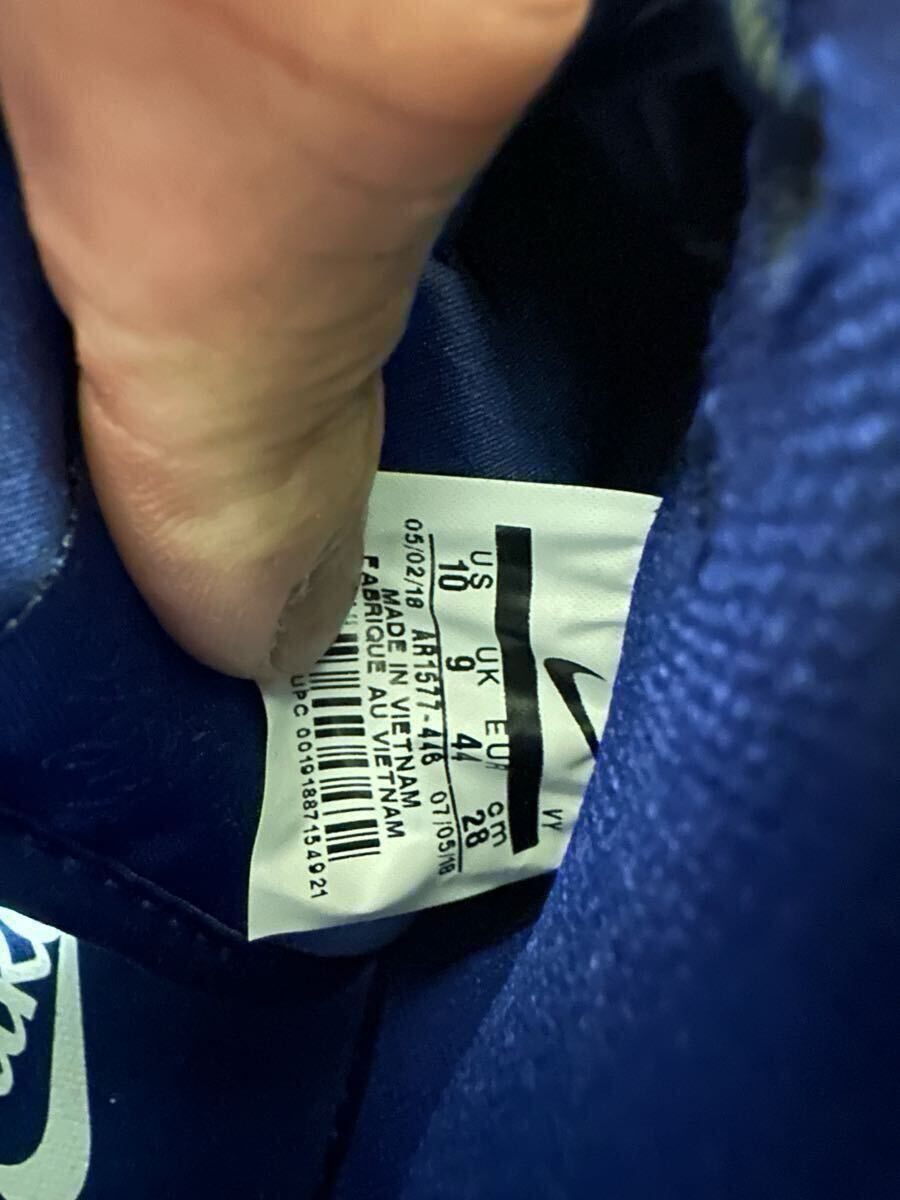 VY
US UK EUR cm
10 9 44 28
05/02/18 AR1577-446 07/05/18
MADE IN VIETNAM
FABRIQUE AU VIETNAM
UPC 00191887154921